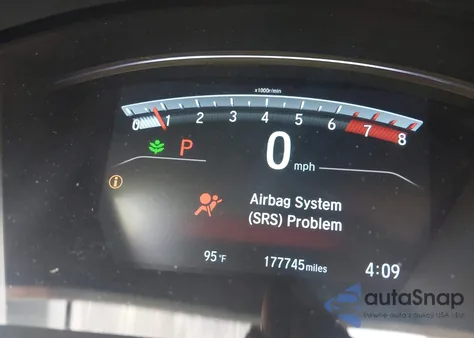 x1000r/min
0 1 2 3 4 5 6 7 8
P
0 mph
i
Airbag System
(SRS) Problem
95°F 177745miles 4:09
autaSnap